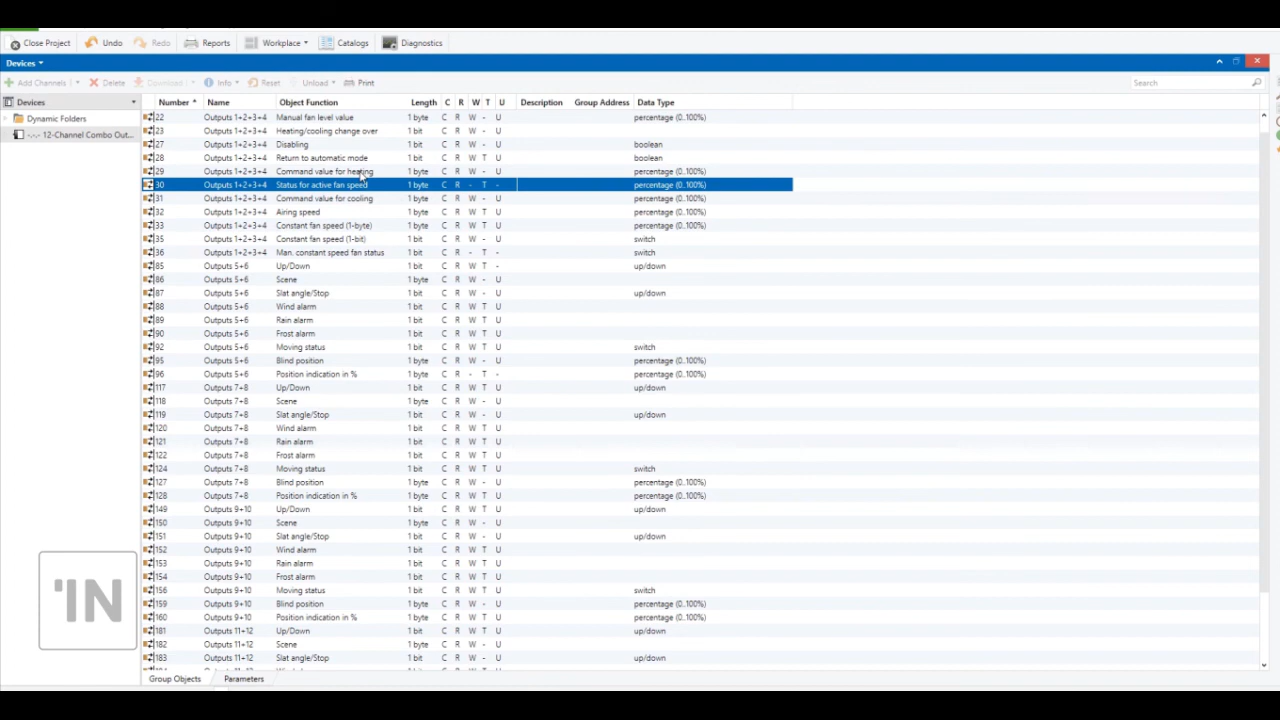 Close Project Undo Redo Reports Workplace Catalogs Diagnostics
Devices
Add Channels Delete Download Info Reset Unload Print Search
Devices
Dynamic Folders
12-Channel Combo Out...
Number Name Object Function Length C R W T U Description Group Address Data Type
22 Outputs 1+2+3+4 Manual fan level value 1 byte C R W - U percentage (0..100%)
23 Outputs 1+2+3+4 Heating/cooling change over 1 bit C R W - U
27 Outputs 1+2+3+4 Disabling 1 bit C R W - U boolean
28 Outputs 1+2+3+4 Return to automatic mode 1 bit C R W T U boolean
29 Outputs 1+2+3+4 Command value for heating 1 byte C R W - U percentage (0..100%)
30 Outputs 1+2+3+4 Status for active fan speed 1 byte C R - T - percentage (0..100%)
31 Outputs 1+2+3+4 Command value for cooling 1 byte C R W - U percentage (0..100%)
32 Outputs 1+2+3+4 Airing speed 1 byte C R W T U percentage (0..100%)
33 Outputs 1+2+3+4 Constant fan speed (1-byte) 1 byte C R W T U percentage (0..100%)
35 Outputs 1+2+3+4 Constant fan speed (1-bit) 1 bit C R W - U switch
36 Outputs 1+2+3+4 Man. constant speed fan status 1 bit C R - T - switch
85 Outputs 5+6 Up/Down 1 bit C R W T - up/down
86 Outputs 5+6 Scene 1 byte C R W - U
87 Outputs 5+6 Slat angle/Stop 1 bit C R W - U up/down
88 Outputs 5+6 Wind alarm 1 bit C R W T U
89 Outputs 5+6 Rain alarm 1 bit C R W T U
90 Outputs 5+6 Frost alarm 1 bit C R W T U
92 Outputs 5+6 Moving status 1 bit C R W T U switch
95 Outputs 5+6 Blind position 1 byte C R W - U percentage (0..100%)
96 Outputs 5+6 Position indication in % 1 byte C R - T - percentage (0..100%)
117 Outputs 7+8 Up/Down 1 bit C R W T U up/down
118 Outputs 7+8 Scene 1 byte C R W - U
119 Outputs 7+8 Slat angle/Stop 1 bit C R W - U up/down
120 Outputs 7+8 Wind alarm 1 bit C R W T U
121 Outputs 7+8 Rain alarm 1 bit C R W T U
122 Outputs 7+8 Frost alarm 1 bit C R W T U
124 Outputs 7+8 Moving status 1 bit C R W T U switch
127 Outputs 7+8 Blind position 1 byte C R W - U percentage (0..100%)
128 Outputs 7+8 Position indication in % 1 byte C R W T U percentage (0..100%)
149 Outputs 9+10 Up/Down 1 bit C R W T U up/down
150 Outputs 9+10 Scene 1 byte C R W - U
151 Outputs 9+10 Slat angle/Stop 1 bit C R W - U up/down
152 Outputs 9+10 Wind alarm 1 bit C R W T U
153 Outputs 9+10 Rain alarm 1 bit C R W T U
154 Outputs 9+10 Frost alarm 1 bit C R W T U
156 Outputs 9+10 Moving status 1 bit C R W T U switch
159 Outputs 9+10 Blind position 1 byte C R W - U percentage (0..100%)
160 Outputs 9+10 Position indication in % 1 byte C R W T U percentage (0..100%)
181 Outputs 11+12 Up/Down 1 bit C R W T U up/down
182 Outputs 11+12 Scene 1 byte C R W - U
183 Outputs 11+12 Slat angle/Stop 1 bit C R W - U up/down
'IN
Group Objects Parameters